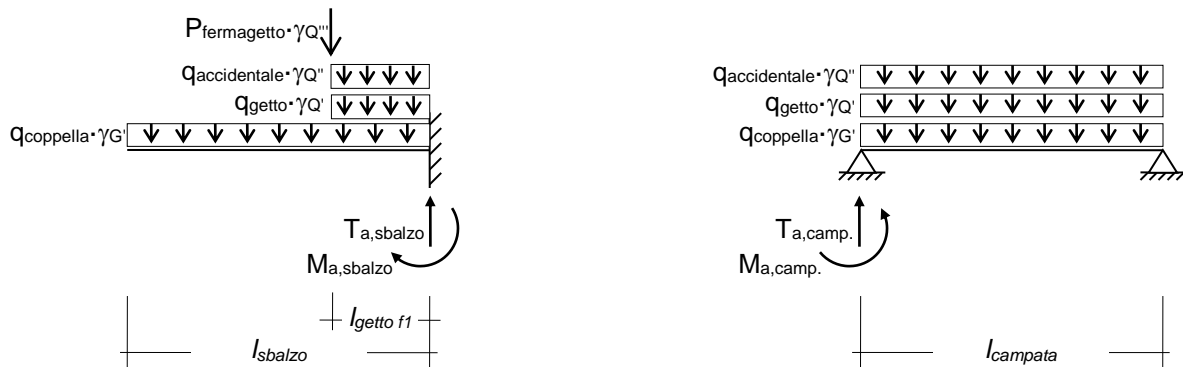 Pfermagetto·γQ'''
qaccidentale·γQ''
qgetto·γQ'
qcoppella·γG'
Ta,sbalzo
Ma,sbalzo
lgetto f1
lsbalzo
qaccidentale·γQ''
qgetto·γQ'
qcoppella·γG'
Ta,camp.
Ma,camp.
lcampata